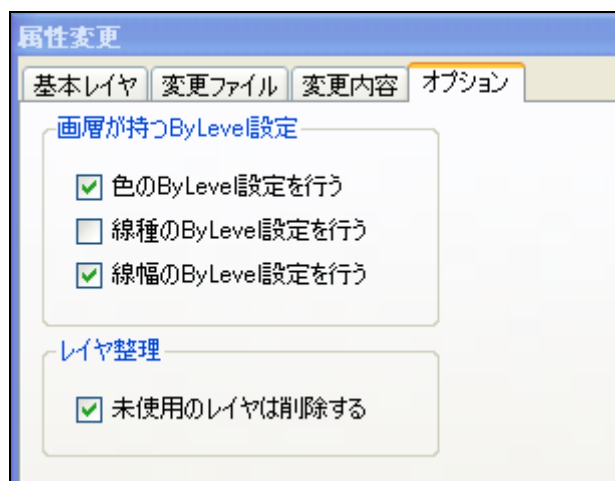 属性変更
基本レイヤ 変更ファイル 変更内容 オプション
画層が持つByLevel設定
色のByLevel設定を行う
線種のByLevel設定を行う
線幅のByLevel設定を行う
レイヤ整理
未使用のレイヤは削除する